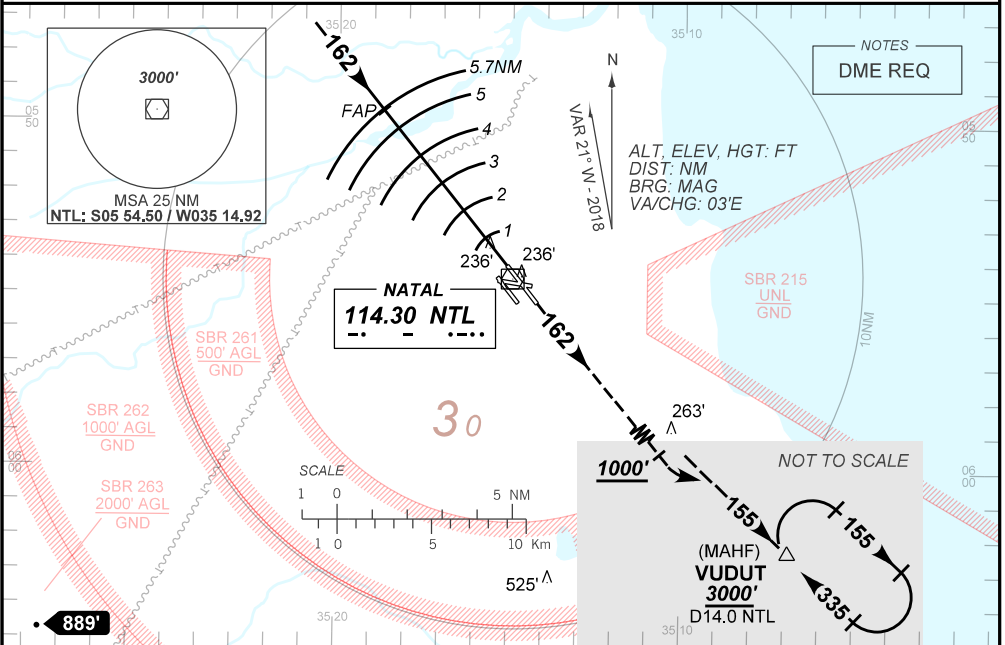 35 20
35 10
3000'
MSA 25 NM
NTL: S05 54.50 / W035 14.92
05
50
162
FAP
5.7NM
5
4
3
2
1
N
VAR 21° W - 2018
NOTES
DME REQ
ALT, ELEV, HGT: FT
DIST: NM
BRG: MAG
VA/CHG: 03'E
05
50
236'
236'
NATAL
114.30 NTL
162
SBR 215
UNL
GND
10NM
SBR 261
500' AGL
GND
SBR 262
1000' AGL
GND
SBR 263
2000' AGL
GND
30
263'
06
00
SCALE
1 0 5 NM
1 0 5 10 Km
525'
889'
35 20
1000'
NOT TO SCALE
06
00
155
155
335
(MAHF)
VUDUT
3000'
D14.0 NTL
35 10